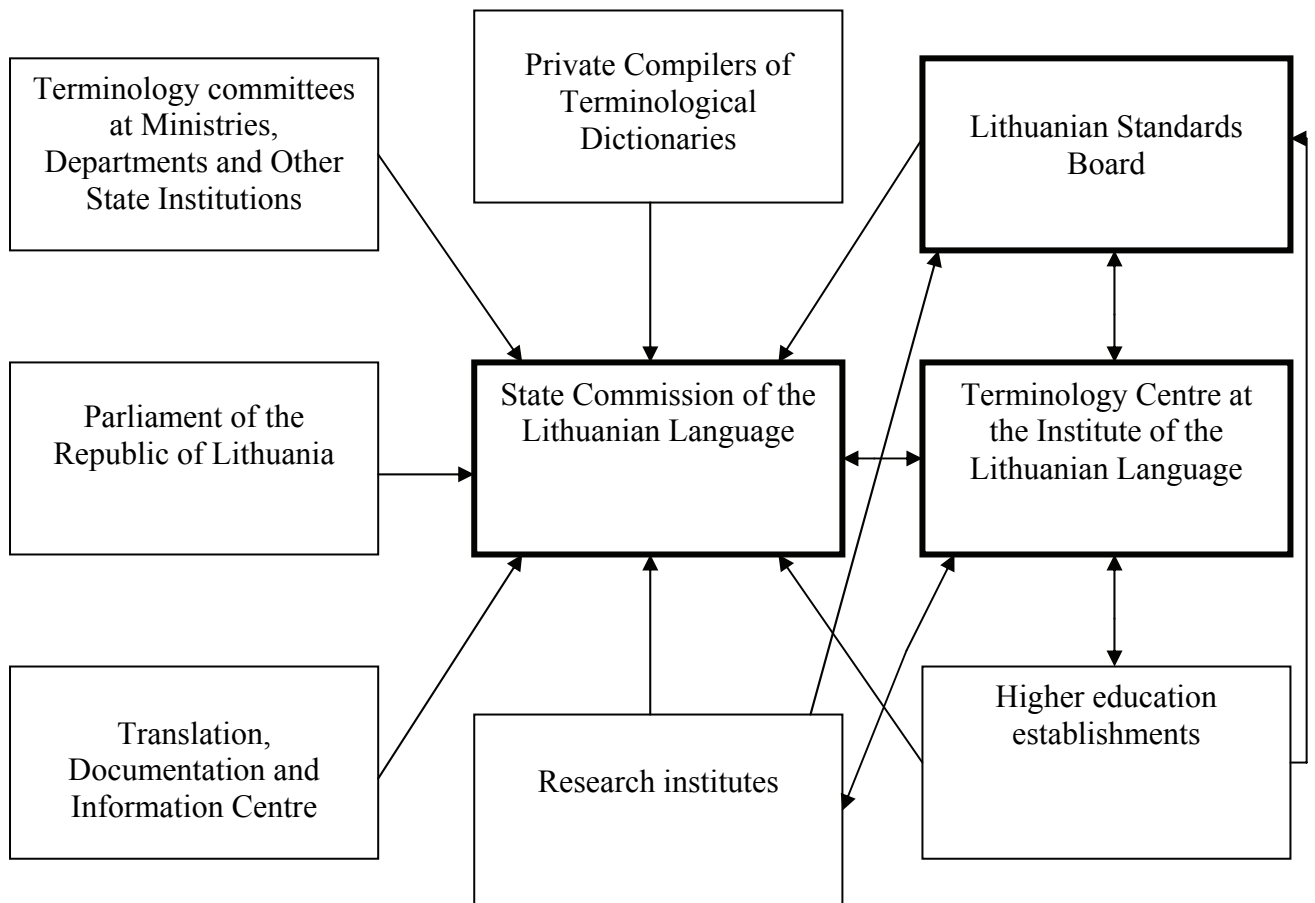 Terminology committees
at Ministries,
Departments and Other
State Institutions
Private Compilers of
Terminological
Dictionaries
Lithuanian Standards
Board
Parliament of the
Republic of Lithuania
State Commission of the
Lithuanian Language
Terminology Centre at
the Institute of the
Lithuanian Language
Translation,
Documentation and
Information Centre
Research institutes
Higher education
establishments